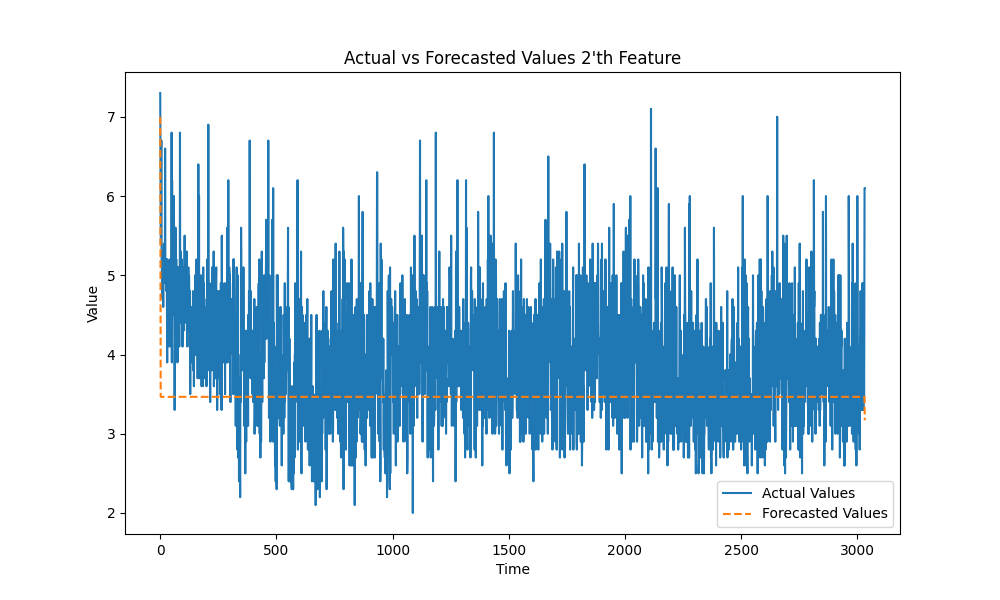 Actual vs Forecasted Values 2'th Feature
Value
7
6
5
4
3
2
0
500
1000
1500
2000
2500
3000
Time
Actual Values
Forecasted Values